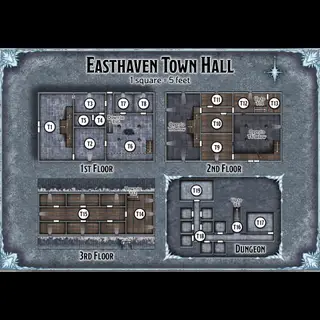 EASTHAVEN TOWN HALL
1 square = 5 feet
T1
T2
T3
T4
T5
T6
T7
T8
1ST FLOOR
T9
T10
T11
T12
T13
2ND FLOOR
T14
T15
3RD FLOOR
T16
T17
T18
T19
DUNGEON